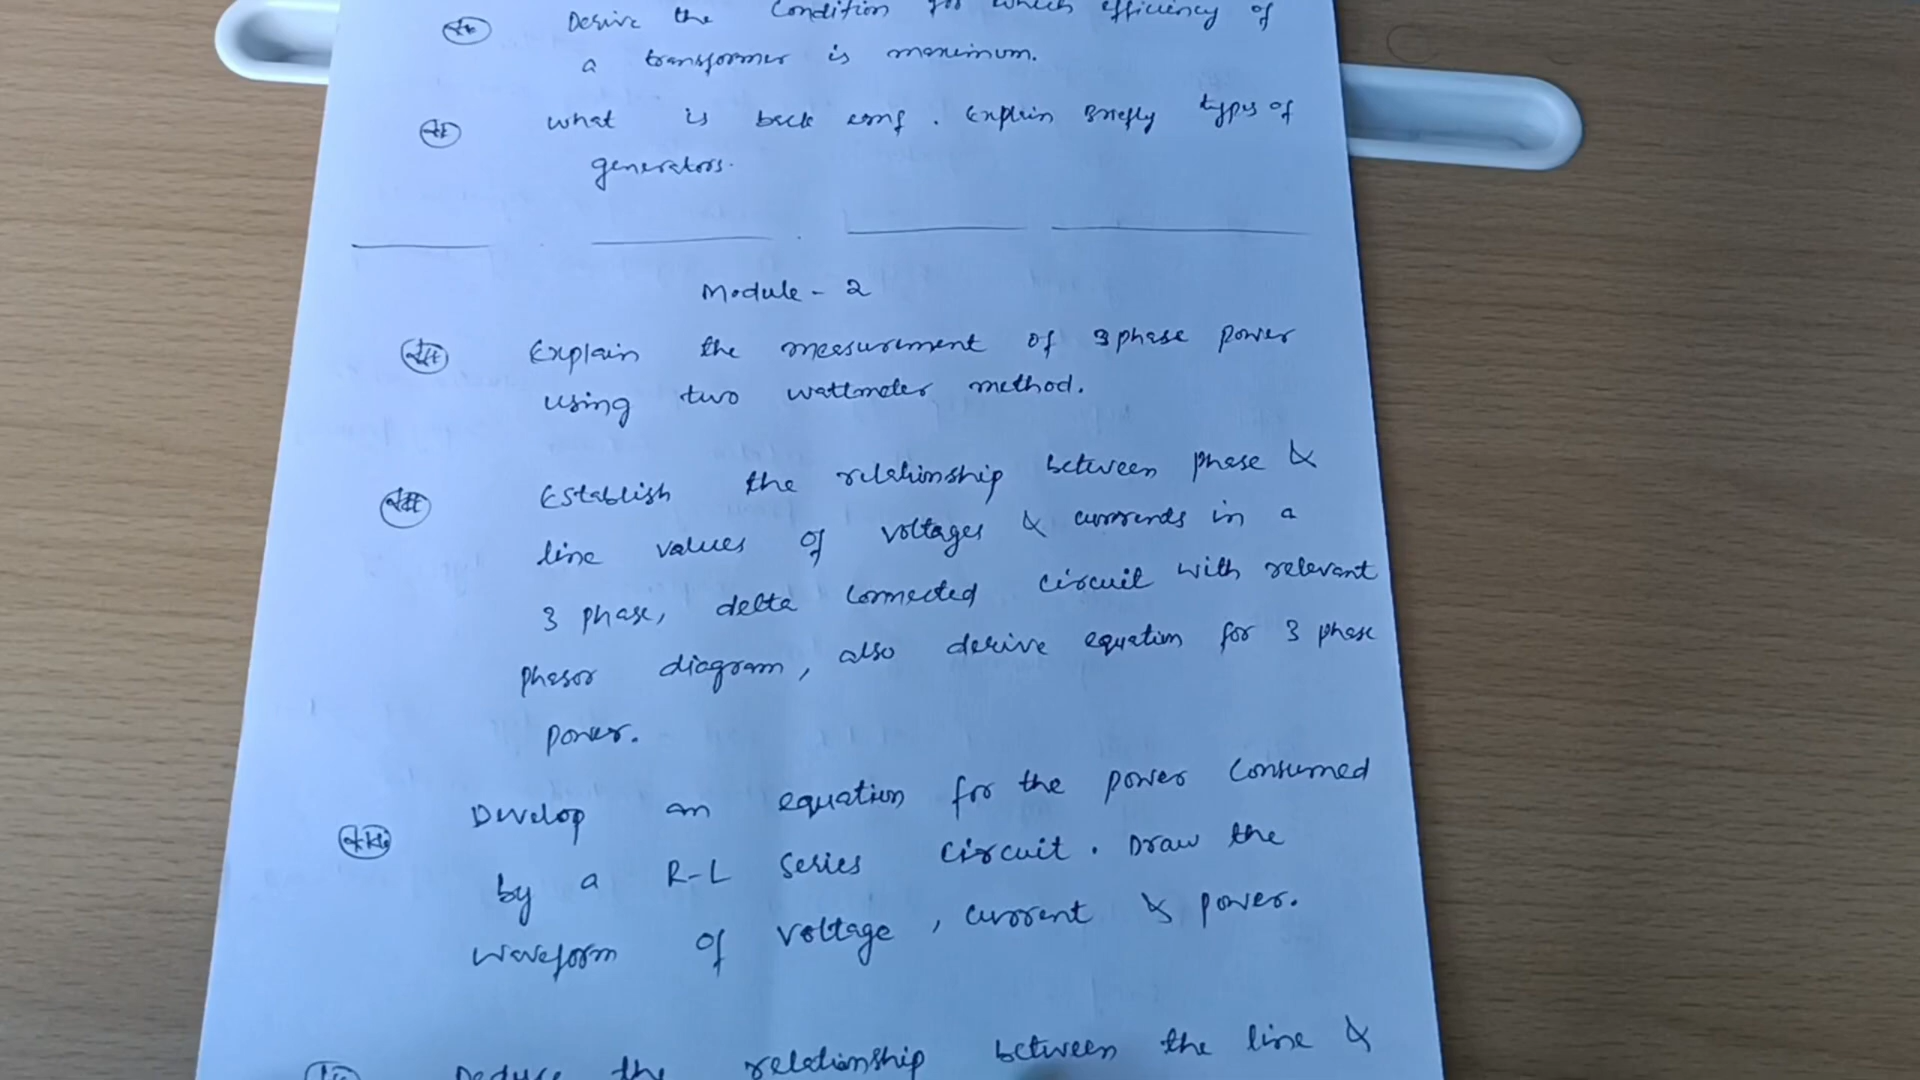 Derive the Condition for which efficiency of
a transformer is maximum.
What is back emf. Explain Briefly types of
generators.
Module - 2
Explain the measurement of 3 phase power
using two wattmeter method.
Establish the relationship between phase &
line values of voltages & currents in a
3 phase, delta connected circuit with relevant
phasor diagram, also derive equation for 3 phase
power.
Develop an equation for the power consumed
by a R-L series circuit. Draw the
waveform of voltage, current & power.
Deduce the relationship between the line &